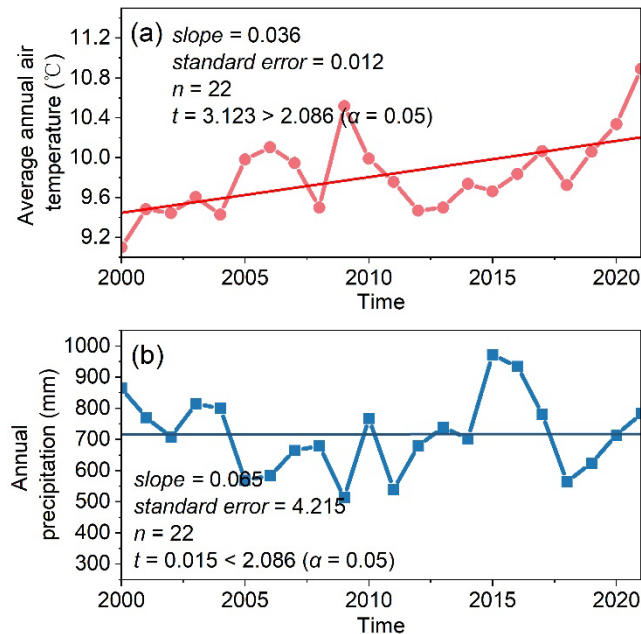 (a)
slope = 0.036
standard error = 0.012
n = 22
t = 3.123 > 2.086 (α = 0.05)
Average annual air
temperature (℃)
11.2
10.8
10.4
10.0
9.6
9.2
2000
2005
2010
2015
2020
Time
(b)
Annual
precipitation (mm)
1000
900
800
700
600
500
400
300
slope = 0.065
standard error = 4.215
n = 22
t = 0.015 < 2.086 (α = 0.05)
2000
2005
2010
2015
2020
Time